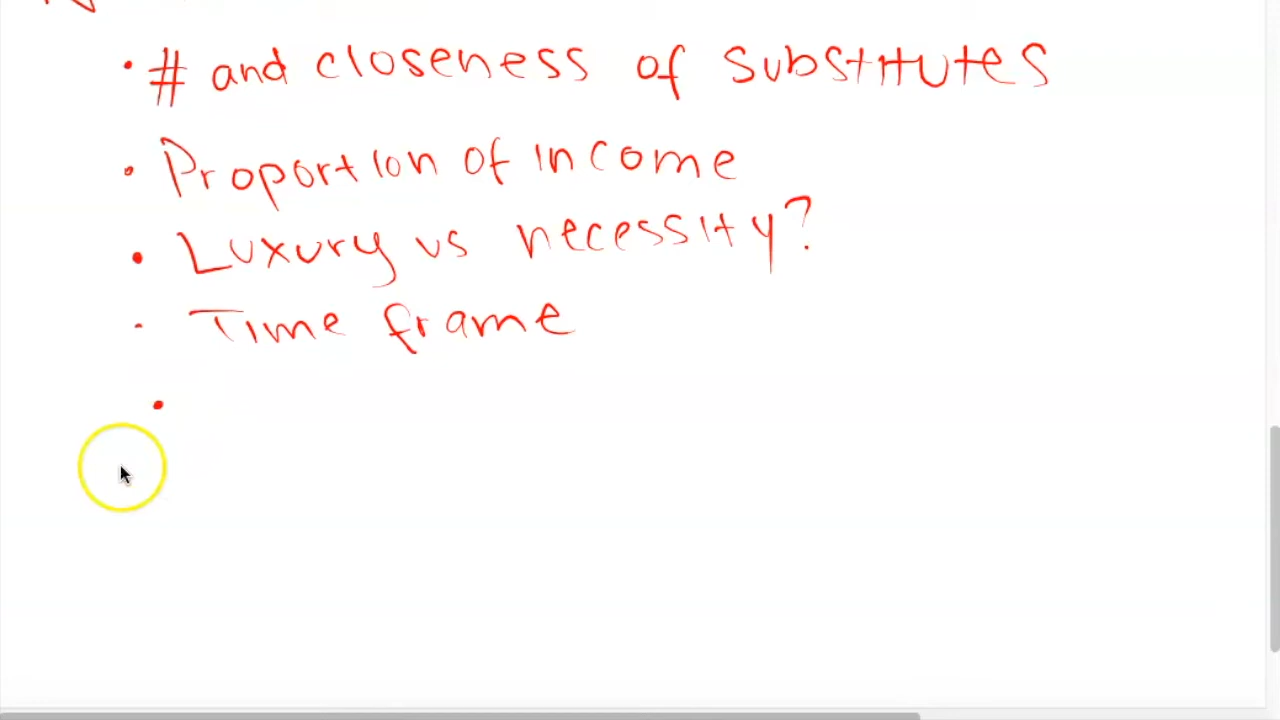 • # and closeness of substitutes
• Proportion of income
• Luxury vs necessity?
• Time frame
•